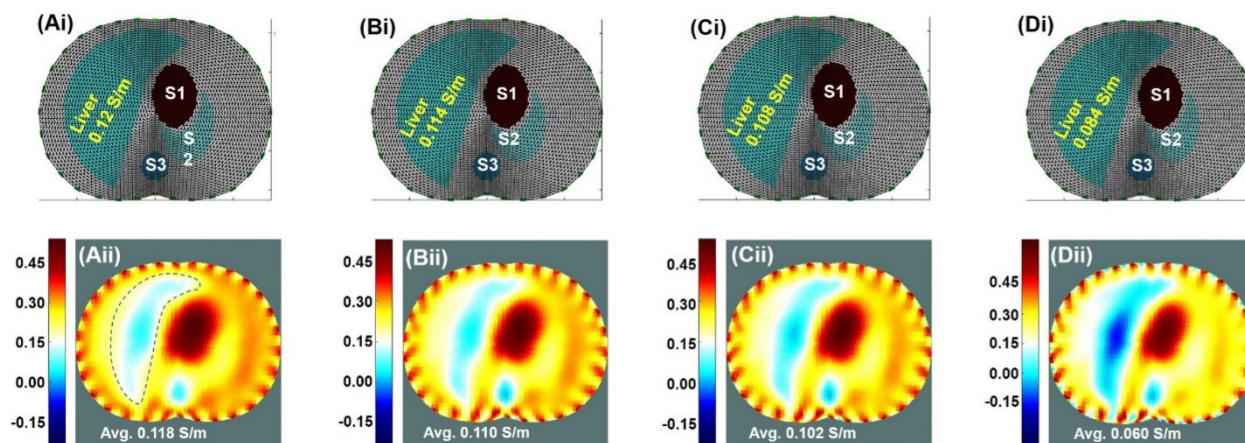 (Ai)
Liver
0.12 S/m
S1
S
2
S3
(Bi)
Liver
0.114 S/m
S1
S2
S3
(Ci)
Liver
0.108 S/m
S1
S2
S3
(Di)
Liver
0.084 S/m
S1
S2
S3
0.45
0.30
0.15
0.00
-0.15
(Aii)
Avg. 0.118 S/m
0.45
0.30
0.15
0.00
-0.15
(Bii)
Avg. 0.110 S/m
0.45
0.30
0.15
0.00
-0.15
(Cii)
Avg. 0.102 S/m
0.45
0.30
0.15
0.00
-0.15
(Dii)
Avg. 0.060 S/m